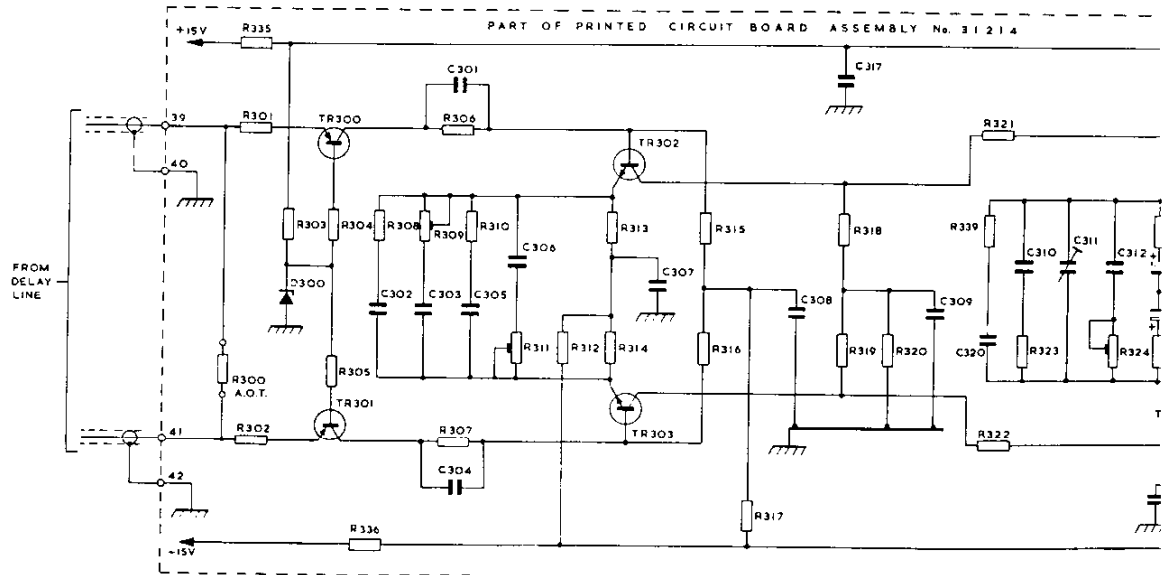 PART OF PRINTED CIRCUIT BOARD ASSEMBLY No. 31214
+15V
R335
C301
C317
39
R301
TR300
R306
R321
TR302
40
R303
R304
R308
R309
R310
R313
R315
R318
R339
C306
C310
C311
C312
FROM
DELAY
LINE
D300
C307
C302
C303
C305
C308
C309
R311
R312
R314
R316
R319
R320
C320
R323
R324
R300
A.O.T.
R305
TR301
41
R302
R307
TR303
R322
T
C304
42
R317
R336
-15V